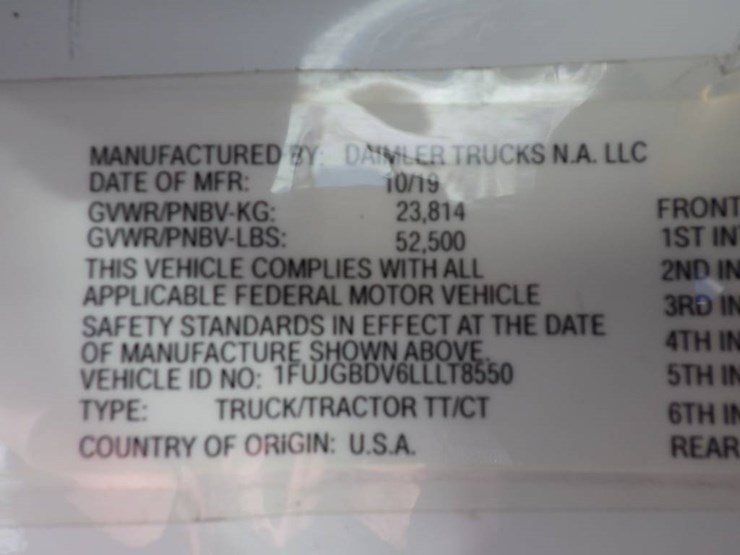 MANUFACTURED BY: DAIMLER TRUCKS N.A. LLC
DATE OF MFR: 10/19
GVWR/PNBV-KG: 23,814
GVWR/PNBV-LBS: 52,500
THIS VEHICLE COMPLIES WITH ALL
APPLICABLE FEDERAL MOTOR VEHICLE
SAFETY STANDARDS IN EFFECT AT THE DATE
OF MANUFACTURE SHOWN ABOVE.
VEHICLE ID NO: 1FUJGBDV6LLLT8550
TYPE: TRUCK/TRACTOR TT/CT
COUNTRY OF ORIGIN: U.S.A.
FRONT
1ST IN
2ND IN
3RD IN
4TH IN
5TH IN
6TH IN
REAR